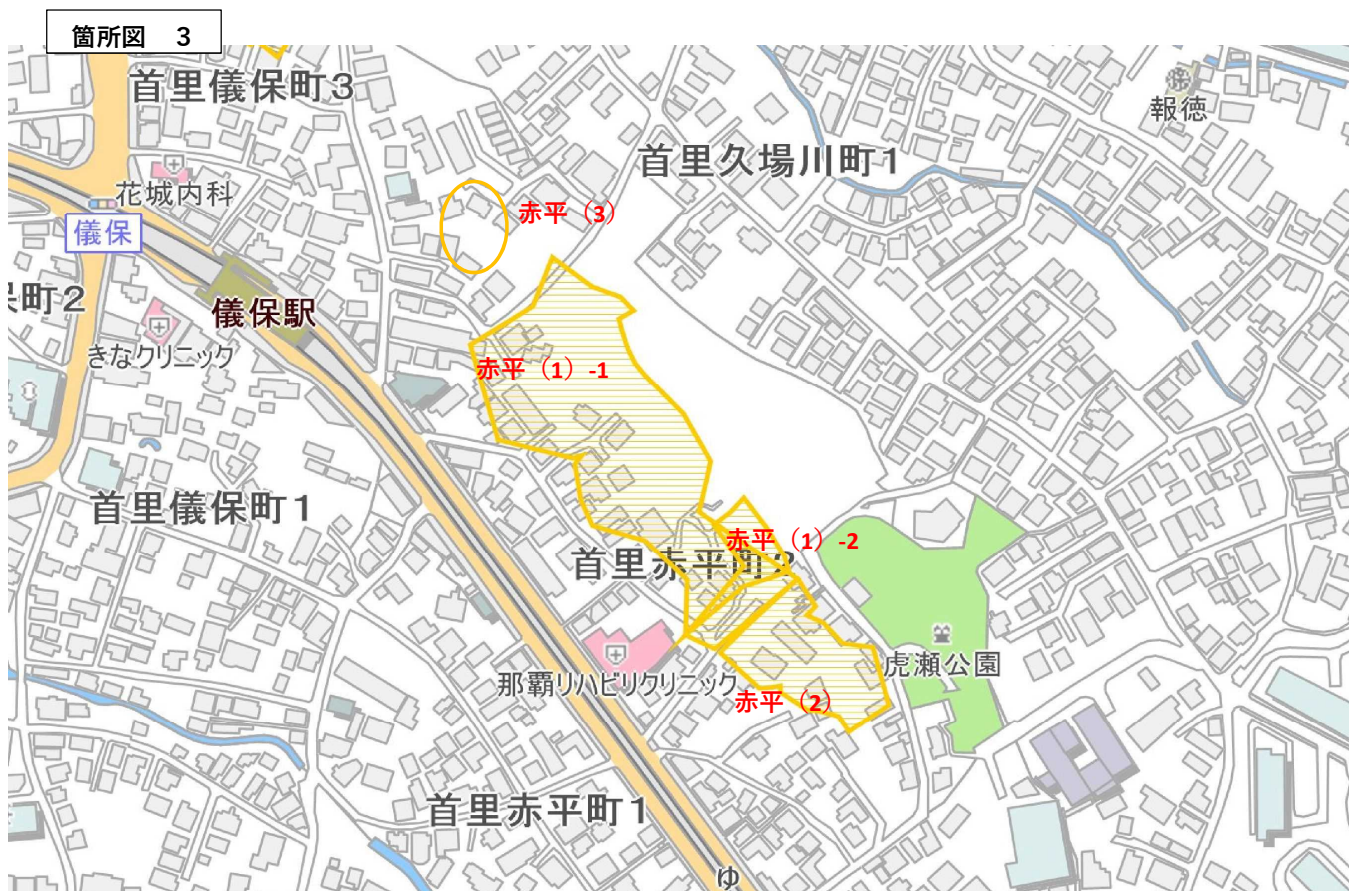 箇所図　3
首里儀保町3
報徳
首里久場川町1
花城内科
赤平（3）
儀保
町2
儀保駅
きなクリニック
赤平（1）-1
首里儀保町1
赤平（1）-2
首里赤平町2
虎瀬公園
那覇リハビリクリニック
赤平（2）
首里赤平町1
ゆ